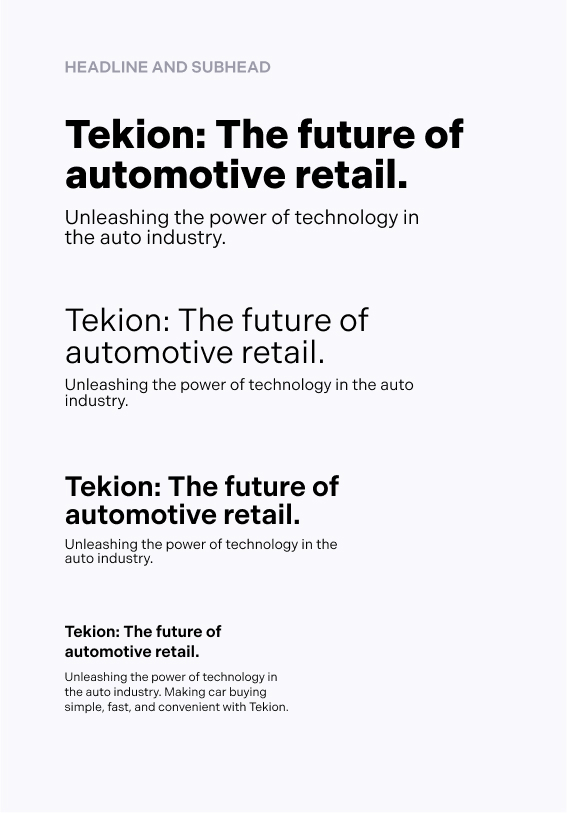 HEADLINE AND SUBHEAD
Tekion: The future of
automotive retail.
Unleashing the power of technology in
the auto industry.
Tekion: The future of
automotive retail.
Unleashing the power of technology in the auto
industry.
Tekion: The future of
automotive retail.
Unleashing the power of technology in the
auto industry.
Tekion: The future of
automotive retail.
Unleashing the power of technology in
the auto industry. Making car buying
simple, fast, and convenient with Tekion.